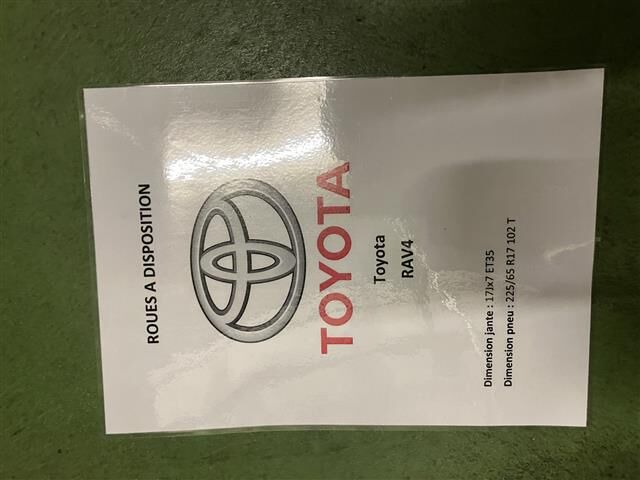 ROUES A DISPOSITION
TOYOTA
Toyota
RAV4
Dimension jante : 17Jx7 ET35
Dimension pneu : 225/65 R17 102 T